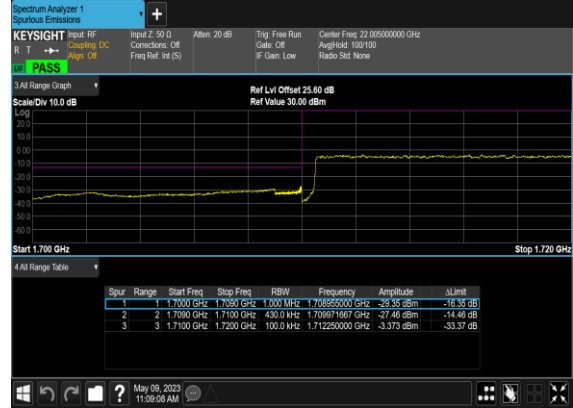 Spectrum Analyzer 1
Spurious Emissions
KEYSIGHT
Input: RF
R T
Coupling: DC
Align: Off
Input Z: 50 Ω
Corrections: Off
Freq Ref: Int (S)
Atten: 20 dB
Trig: Free Run
Gate: Off
IF Gain: Low
Center Freq: 22.005000000 GHz
Avg|Hold: 100/100
Radio Std: None
PASS
3 All Range Graph
Scale/Div 10.0 dB
Ref Lvl Offset 25.60 dB
Ref Value 30.00 dBm
Log
20.0
10.0
0.00
-10.0
-20.0
-30.0
-40.0
-50.0
-60.0
Start 1.700 GHz
Stop 1.720 GHz
4 All Range Table
Spur Range Start Freq Stop Freq RBW Frequency Amplitude ΔLimit
1 1 1.7000 GHz 1.7090 GHz 1.000 MHz 1.708955000 GHz -29.35 dBm -16.35 dB
2 2 1.7090 GHz 1.7100 GHz 430.0 kHz 1.709971667 GHz -27.46 dBm -14.46 dB
3 3 1.7100 GHz 1.7200 GHz 100.0 kHz 1.712250000 GHz -3.373 dBm -33.37 dB
?
May 09, 2023
11:09:08 AM